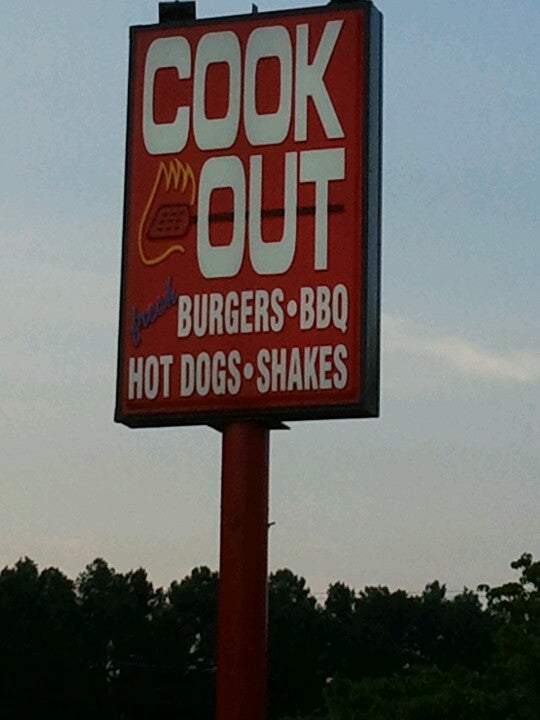 COOK
OUT
fresh BURGERS • BBQ
HOT DOGS • SHAKES